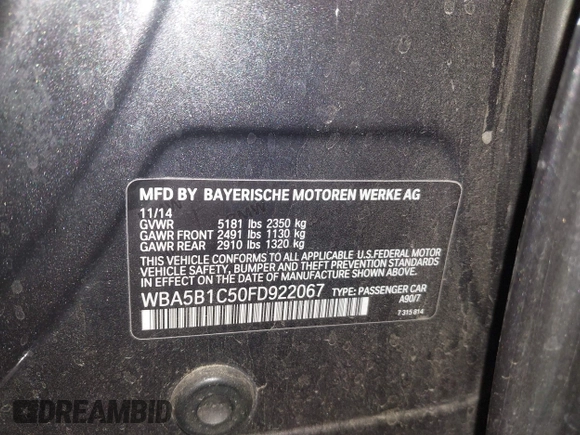 MFD BY BAYERISCHE MOTOREN WERKE AG
11/14
GVWR 5181 lbs 2350 kg
GAWR FRONT 2491 lbs 1130 kg
GAWR REAR 2910 lbs 1320 kg
THIS VEHICLE CONFORMS TO ALL APPLICABLE U.S.FEDERAL MOTOR
VEHICLE SAFETY, BUMPER AND THEFT PREVENTION STANDARDS IN
EFFECT ON THE DATE OF MANUFACTURE SHOWN ABOVE.
WBA5B1C50FD922067 TYPE: PASSENGER CAR
A90/7
7 315 814
DREAMBID